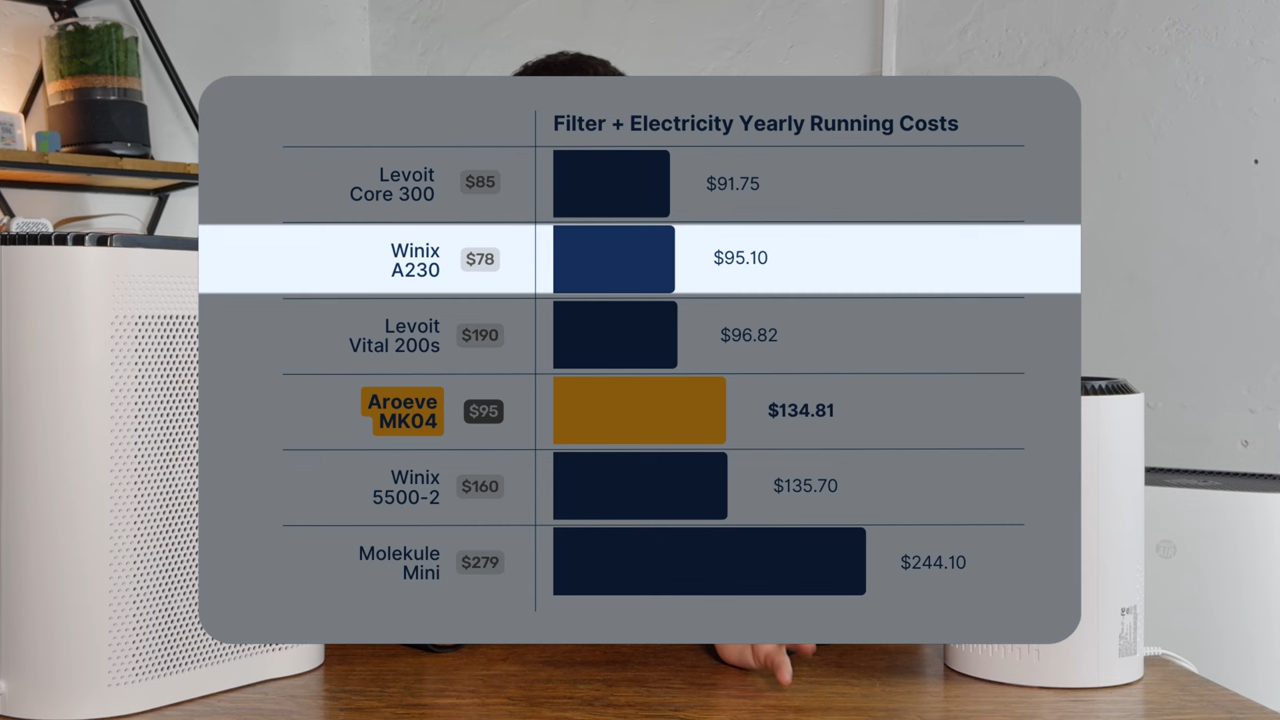 Filter + Electricity Yearly Running Costs
Levoit
Core 300
$85
$91.75
Winix
A230
$78
$95.10
Levoit
Vital 200s
$190
$96.82
Aroeve
MK04
$95
$134.81
Winix
5500-2
$160
$135.70
Molekule
Mini
$279
$244.10